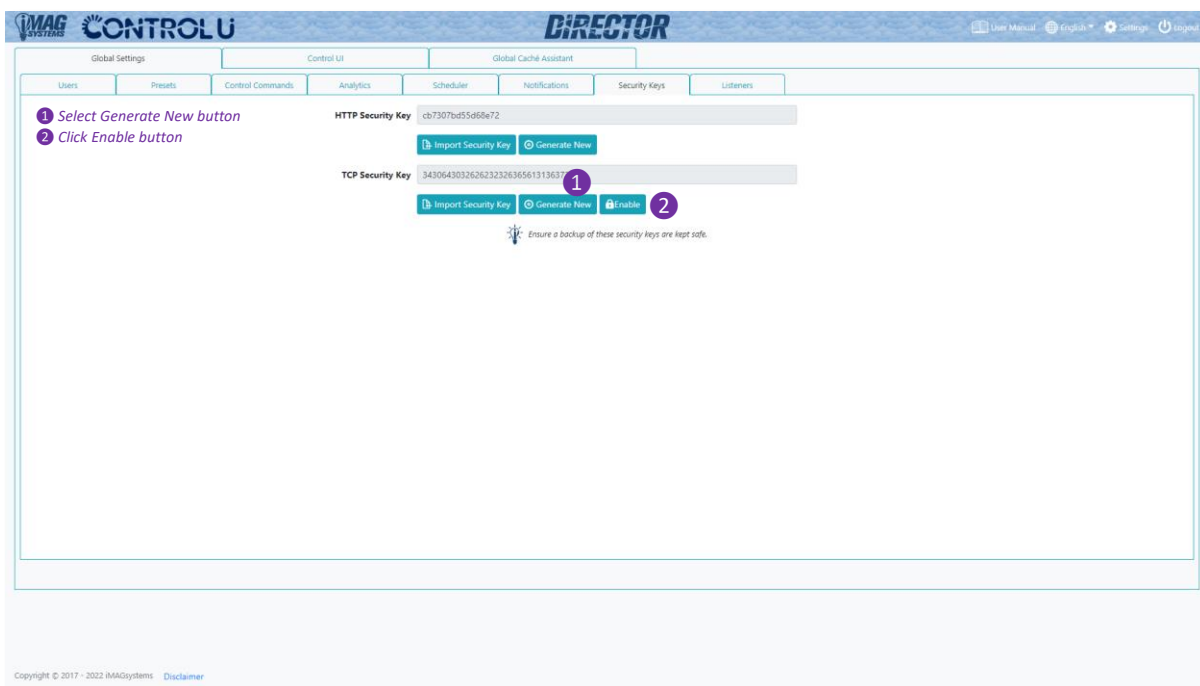 iMAG SYSTEMS CONTROL U DiRECTOR User Manual English Settings Logout
Global Settings Control UI Global Caché Assistant
Users Presets Control Commands Analytics Scheduler Notifications Security Keys Listeners
1 Select Generate New button
2 Click Enable button
HTTP Security Key cb7307bd55d68e72
Import Security Key Generate New
TCP Security Key
1
Import Security Key Generate New Enable 2
Ensure a backup of these security keys are kept safe.
Copyright © 2017 - 2022 iMAGsystems Disclaimer